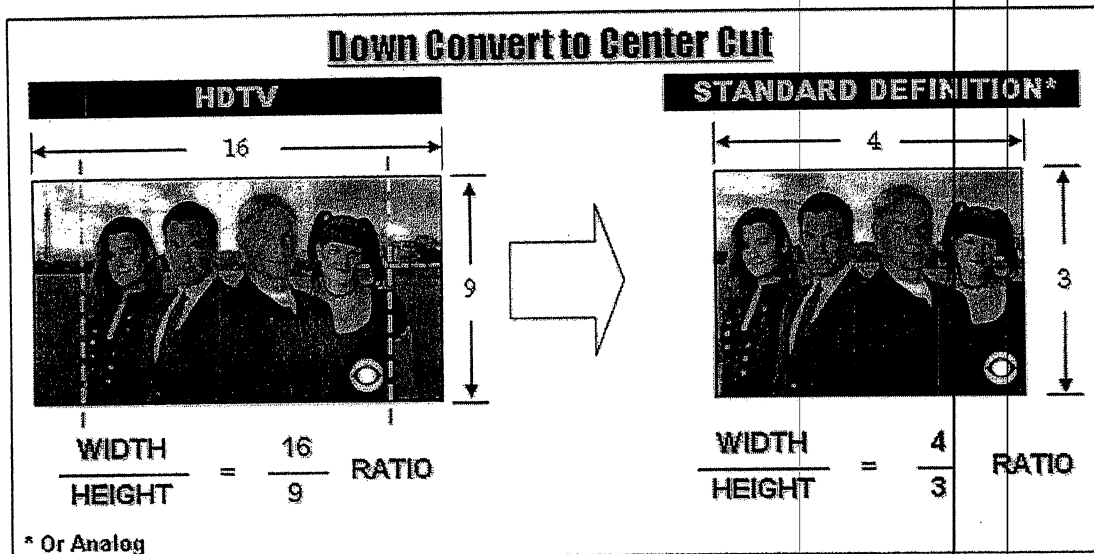 Down Convert to Center Cut
HDTV
16
9
WIDTH
HEIGHT
=
16
9
RATIO
STANDARD DEFINITION*
4
3
WIDTH
HEIGHT
=
4
3
RATIO
* Or Analog